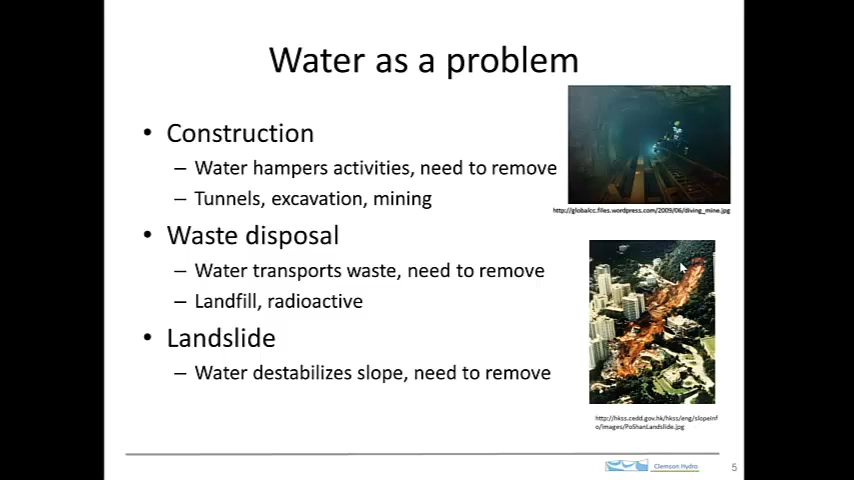 Water as a problem
• Construction
– Water hampers activities, need to remove
– Tunnels, excavation, mining
http://globalcc.files.wordpress.com/2009/06/diving_mine.jpg
• Waste disposal
– Water transports waste, need to remove
– Landfill, radioactive
• Landslide
– Water destabilizes slope, need to remove
http://hkss.cedd.gov.hk/hkss/eng/slopeinf
o/images/PoShanLandslide.jpg
Clemson Hydro
5